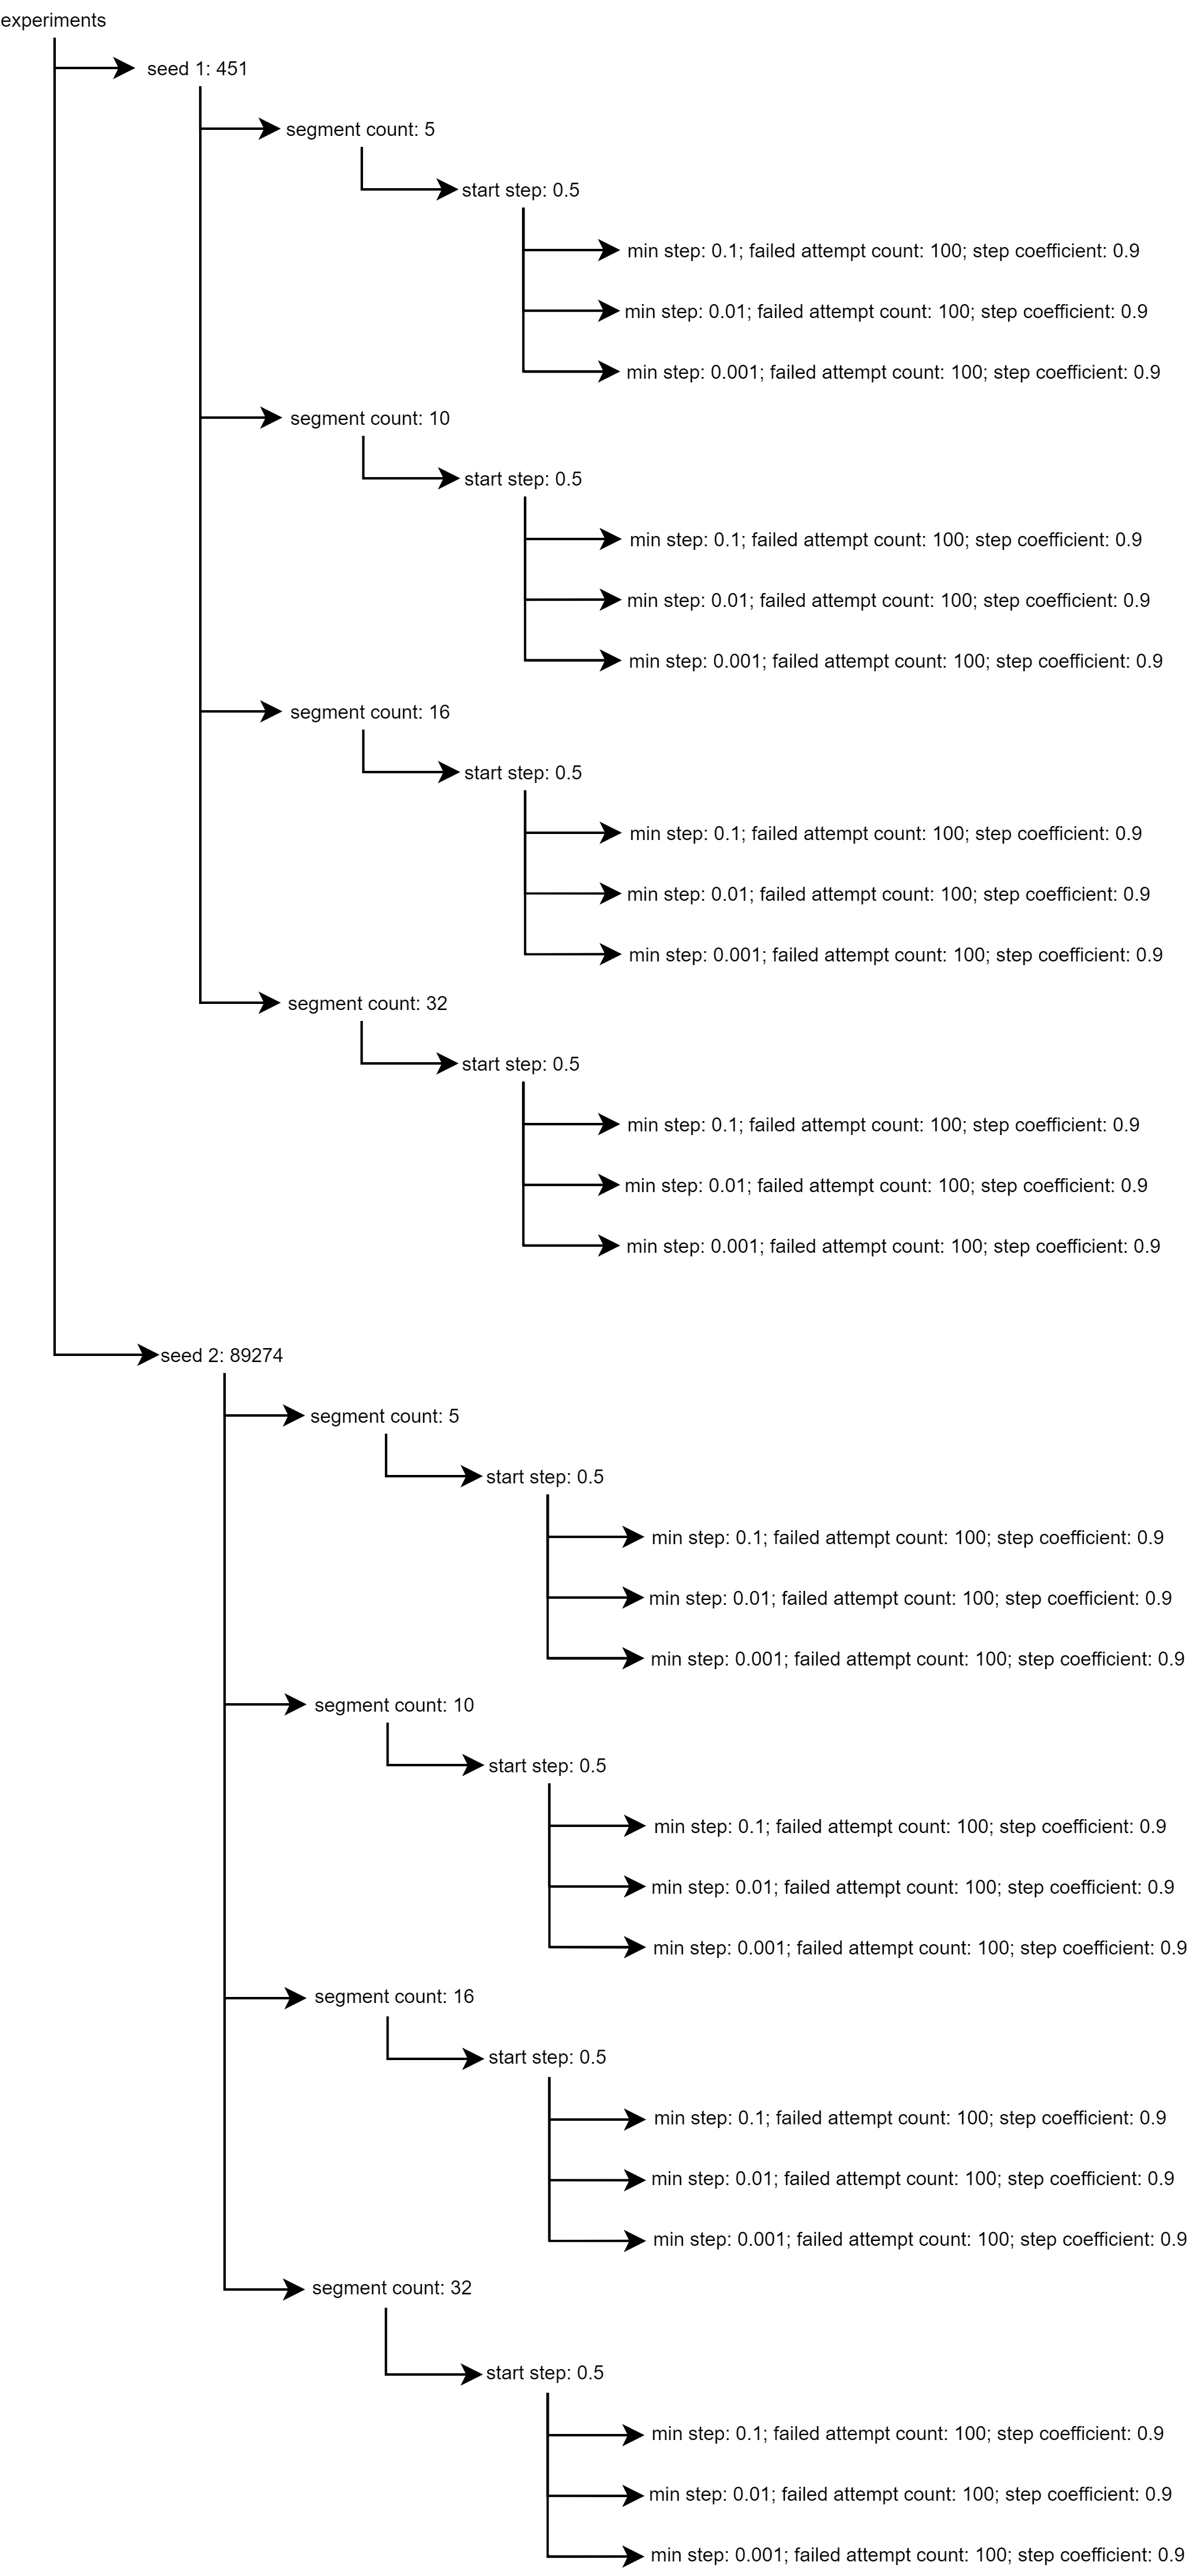 experiments
seed 1: 451
segment count: 5
start step: 0.5
min step: 0.1; failed attempt count: 100; step coefficient: 0.9
min step: 0.01; failed attempt count: 100; step coefficient: 0.9
min step: 0.001; failed attempt count: 100; step coefficient: 0.9
segment count: 10
start step: 0.5
min step: 0.1; failed attempt count: 100; step coefficient: 0.9
min step: 0.01; failed attempt count: 100; step coefficient: 0.9
min step: 0.001; failed attempt count: 100; step coefficient: 0.9
segment count: 16
start step: 0.5
min step: 0.1; failed attempt count: 100; step coefficient: 0.9
min step: 0.01; failed attempt count: 100; step coefficient: 0.9
min step: 0.001; failed attempt count: 100; step coefficient: 0.9
segment count: 32
start step: 0.5
min step: 0.1; failed attempt count: 100; step coefficient: 0.9
min step: 0.01; failed attempt count: 100; step coefficient: 0.9
min step: 0.001; failed attempt count: 100; step coefficient: 0.9
seed 2: 89274
segment count: 5
start step: 0.5
min step: 0.1; failed attempt count: 100; step coefficient: 0.9
min step: 0.01; failed attempt count: 100; step coefficient: 0.9
min step: 0.001; failed attempt count: 100; step coefficient: 0.9
segment count: 10
start step: 0.5
min step: 0.1; failed attempt count: 100; step coefficient: 0.9
min step: 0.01; failed attempt count: 100; step coefficient: 0.9
min step: 0.001; failed attempt count: 100; step coefficient: 0.9
segment count: 16
start step: 0.5
min step: 0.1; failed attempt count: 100; step coefficient: 0.9
min step: 0.01; failed attempt count: 100; step coefficient: 0.9
min step: 0.001; failed attempt count: 100; step coefficient: 0.9
segment count: 32
start step: 0.5
min step: 0.1; failed attempt count: 100; step coefficient: 0.9
min step: 0.01; failed attempt count: 100; step coefficient: 0.9
min step: 0.001; failed attempt count: 100; step coefficient: 0.9